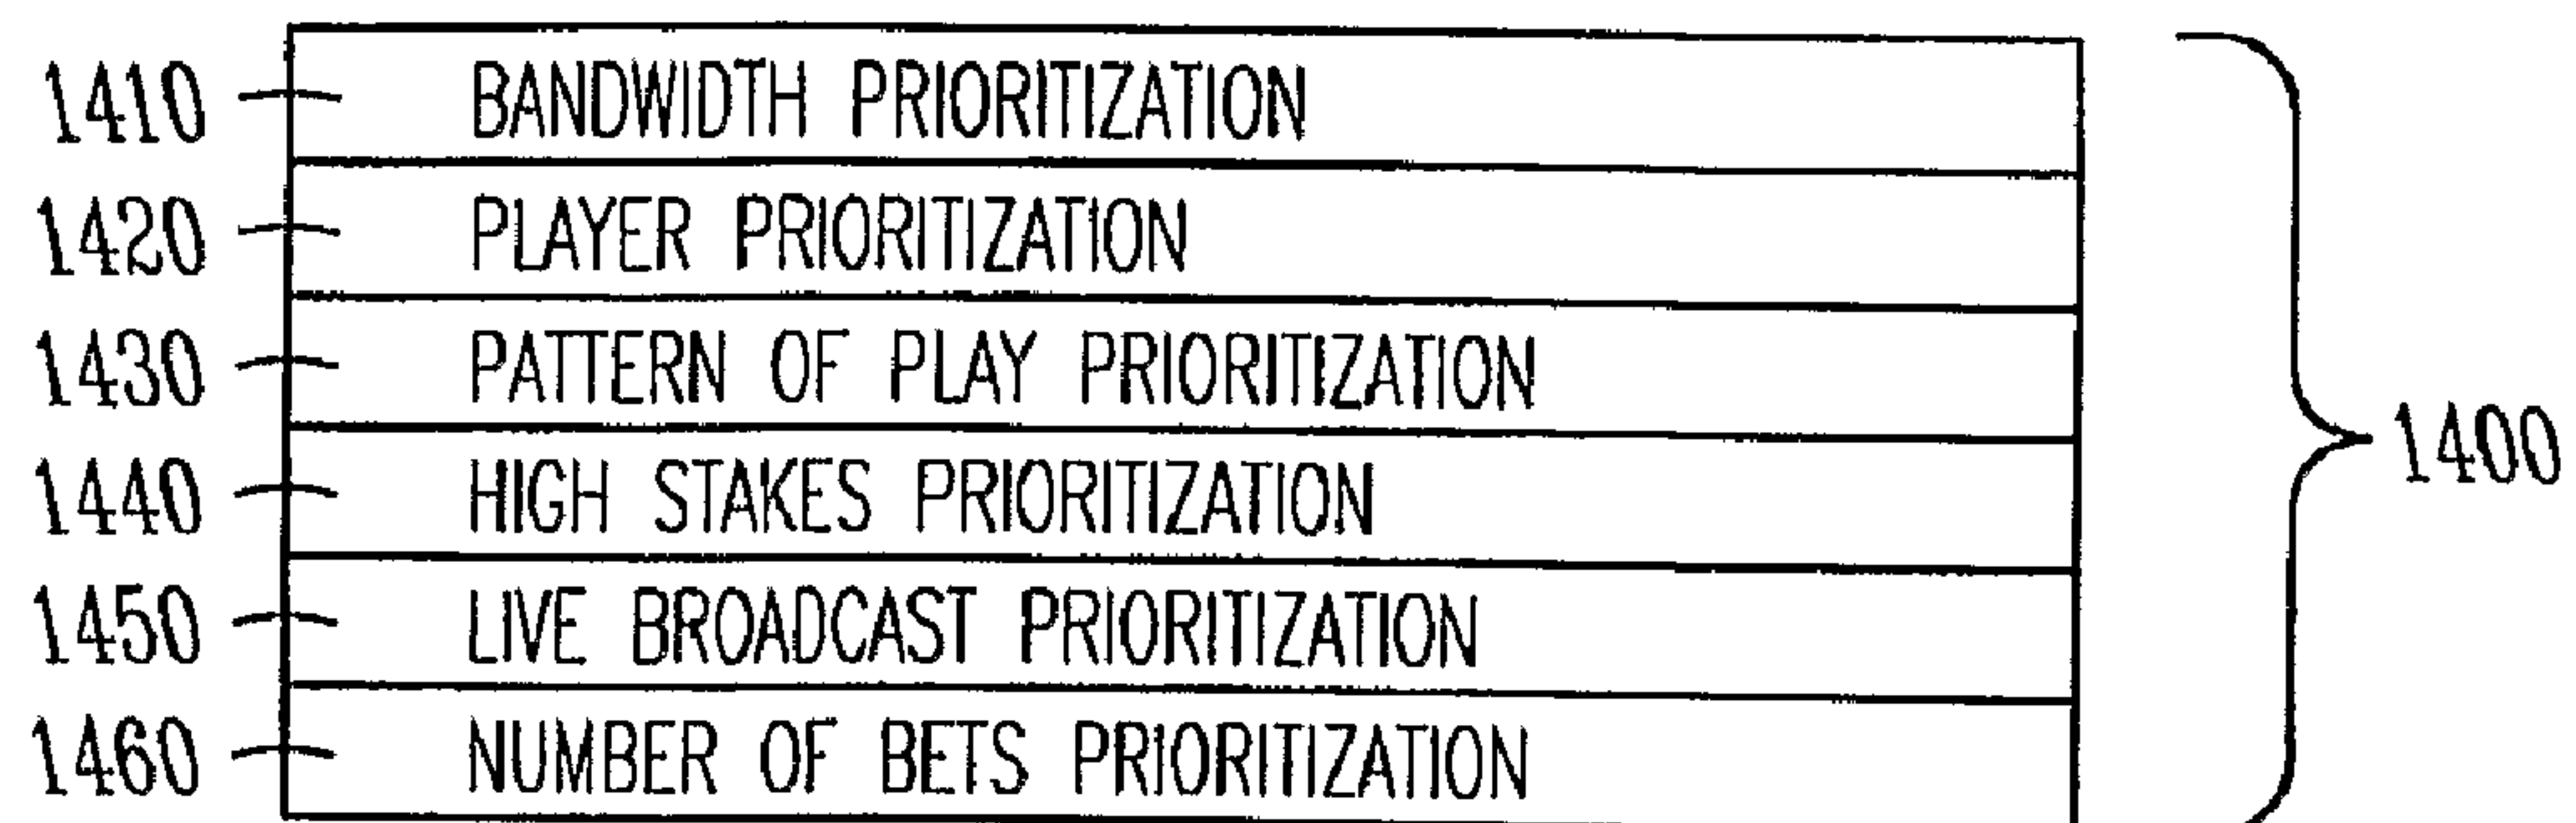 1410 BANDWIDTH PRIORITIZATION
1420 PLAYER PRIORITIZATION
1430 PATTERN OF PLAY PRIORITIZATION
1440 HIGH STAKES PRIORITIZATION
1450 LIVE BROADCAST PRIORITIZATION
1460 NUMBER OF BETS PRIORITIZATION
1400